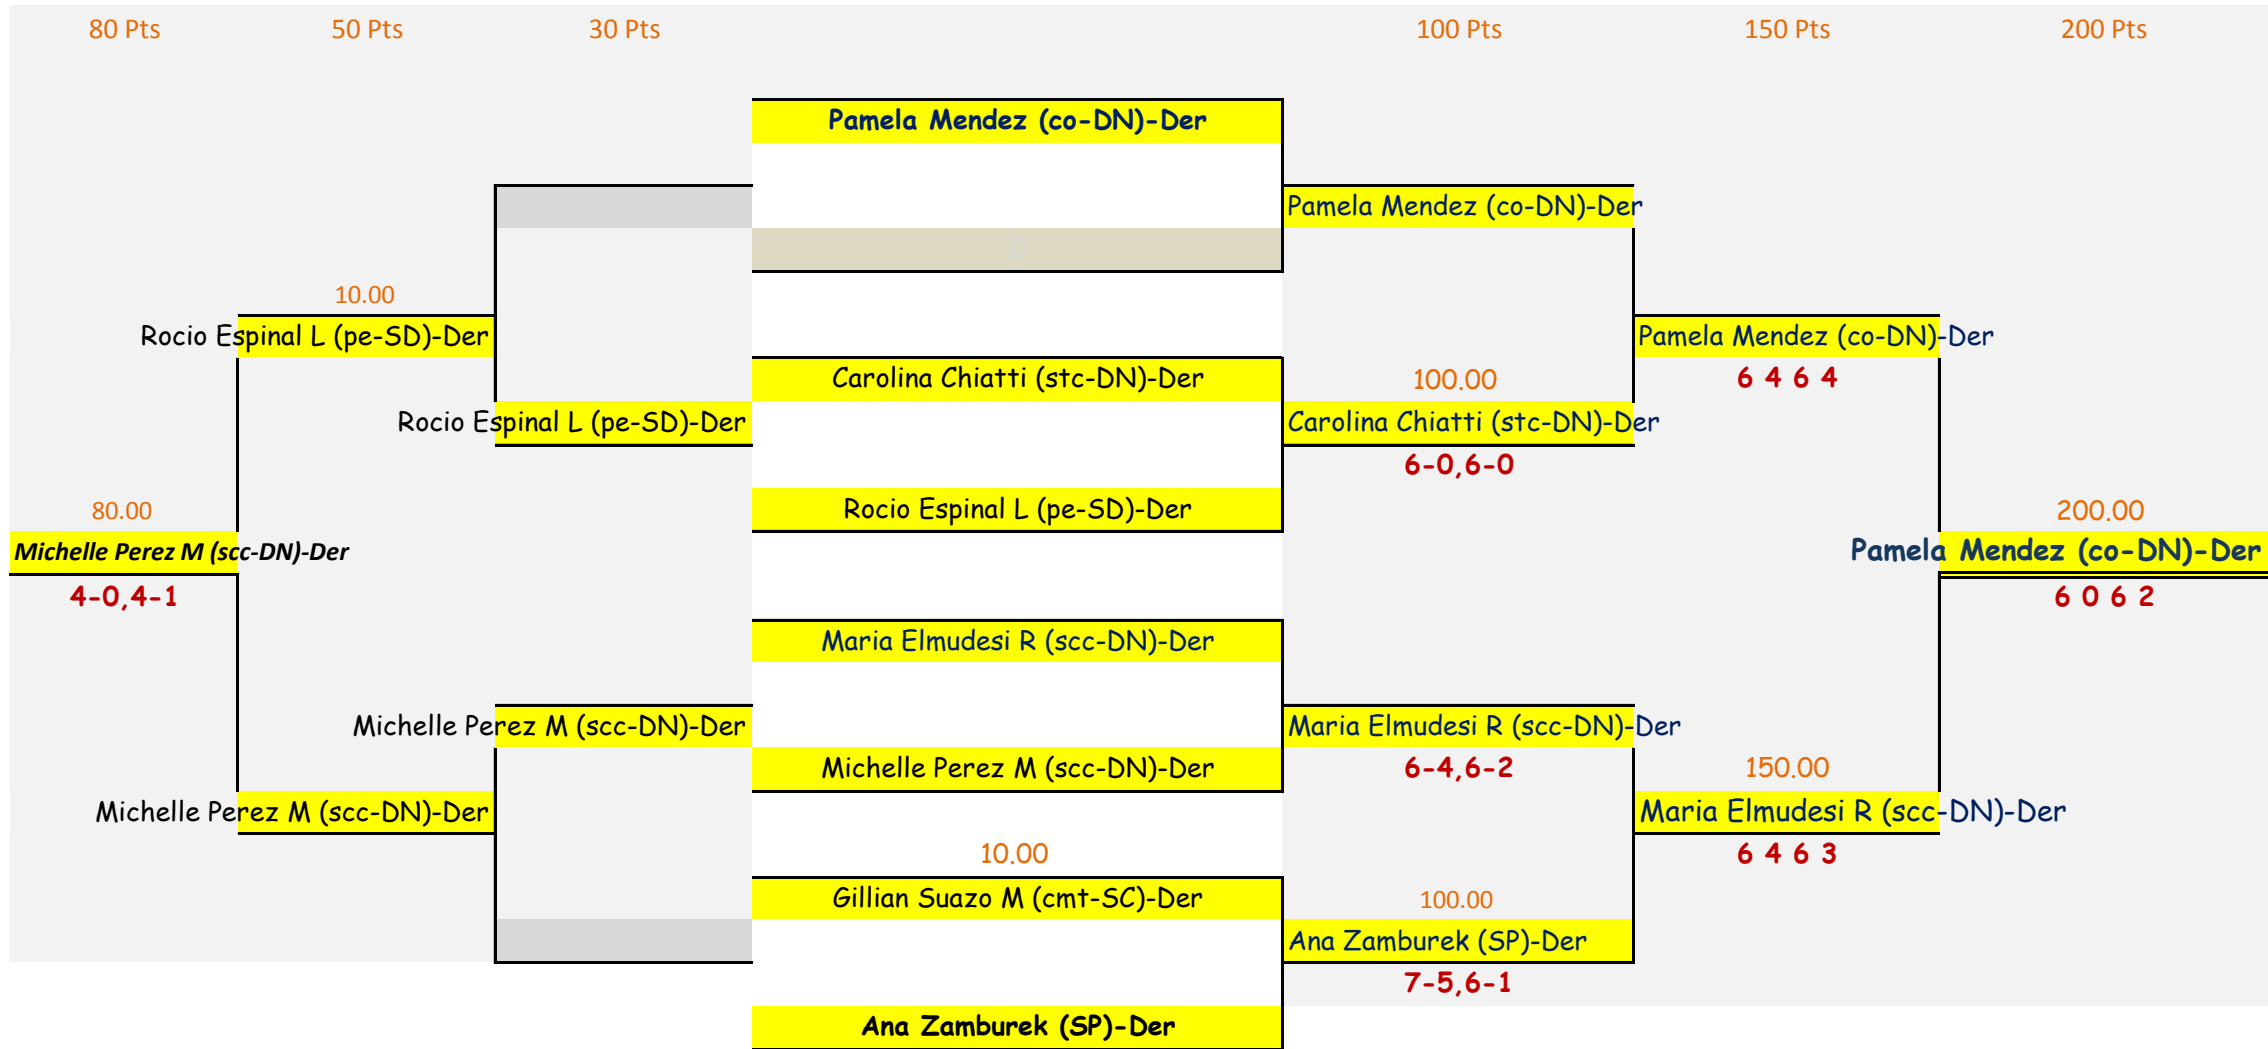 80 Pts 50 Pts 30 Pts 100 Pts 150 Pts 200 Pts
Pamela Mendez (co-DN)-Der
Pamela Mendez (co-DN)-Der
10.00
Rocio Espinal L (pe-SD)-Der Pamela Mendez (co-DN)-Der
Carolina Chiatti (stc-DN)-Der 100.00 6 4 6 4
Rocio Espinal L (pe-SD)-Der Carolina Chiatti (stc-DN)-Der
6-0,6-0
80.00 Rocio Espinal L (pe-SD)-Der 200.00
Michelle Perez M (scc-DN)-Der Pamela Mendez (co-DN)-Der
4-0,4-1 6 0 6 2
Maria Elmudesi R (scc-DN)-Der
Michelle Perez M (scc-DN)-Der Maria Elmudesi R (scc-DN)-Der
Michelle Perez M (scc-DN)-Der 6-4,6-2 150.00
Michelle Perez M (scc-DN)-Der Maria Elmudesi R (scc-DN)-Der
10.00 6 4 6 3
Gillian Suazo M (cmt-SC)-Der 100.00
Ana Zamburek (SP)-Der
7-5,6-1
Ana Zamburek (SP)-Der